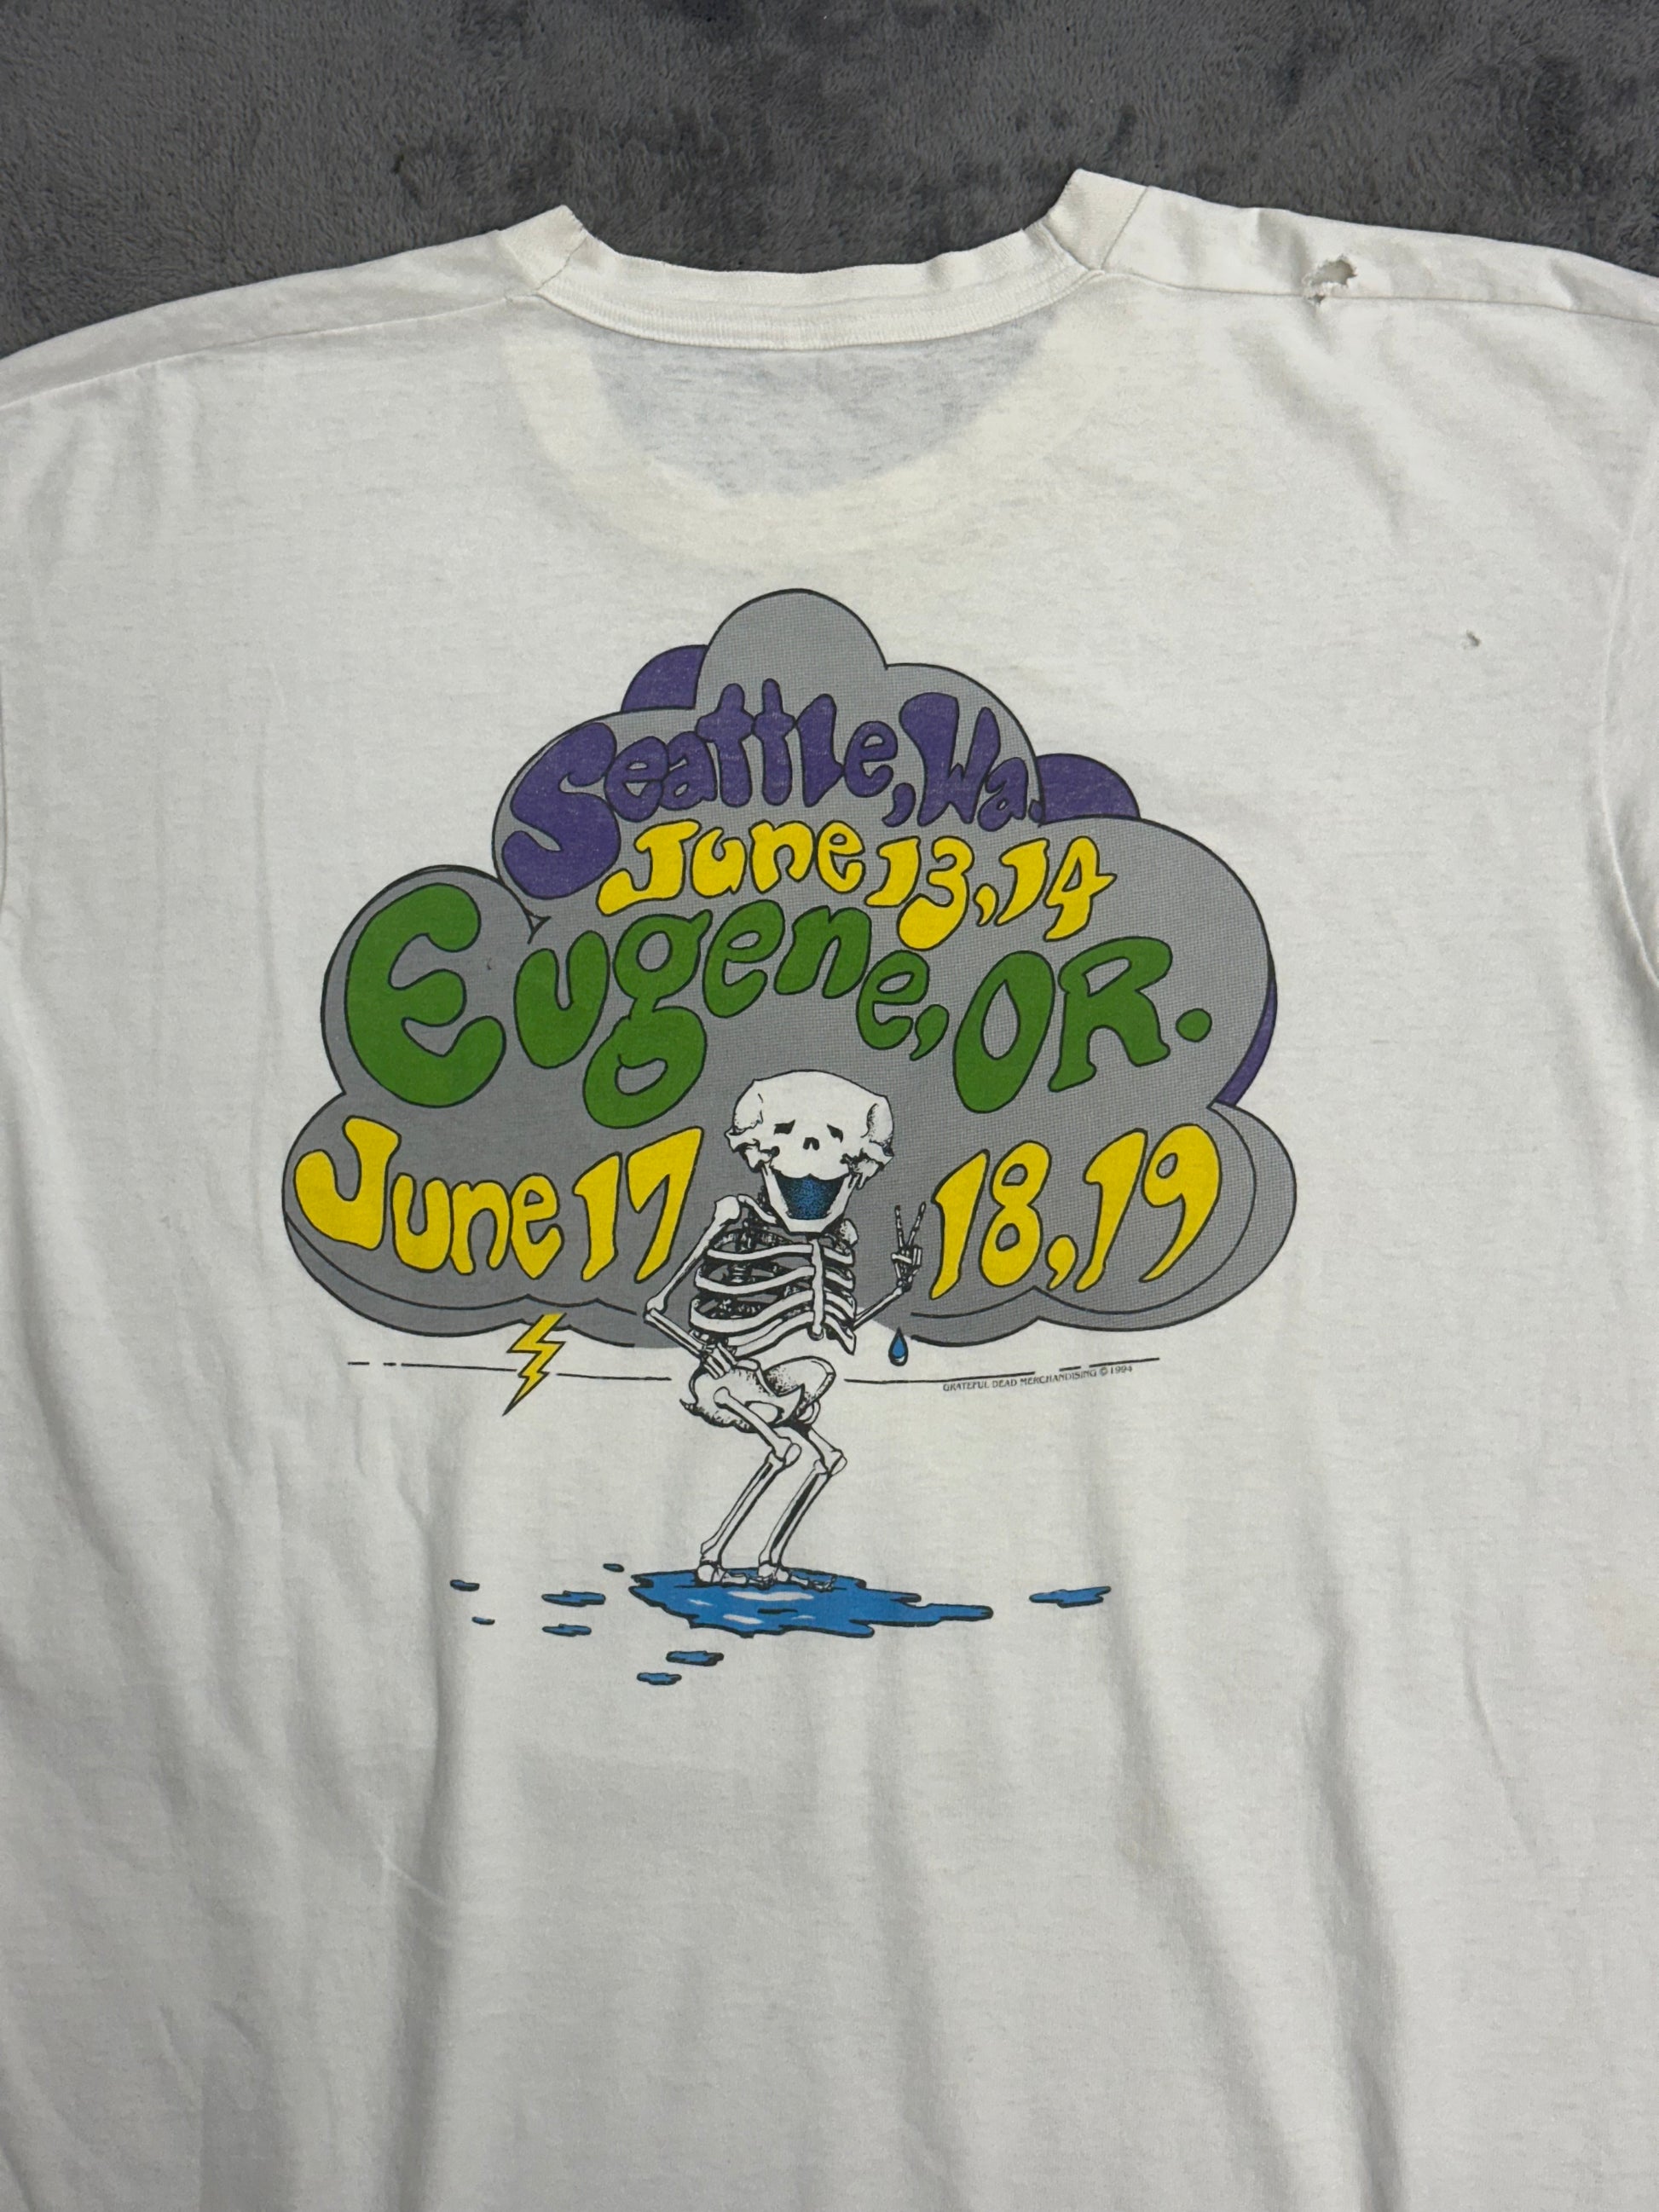 Seattle, Wa.
June 13, 14
Eugene, OR.
June 17 18, 19
GRATEFUL DEAD MERCHANDISING © 1994